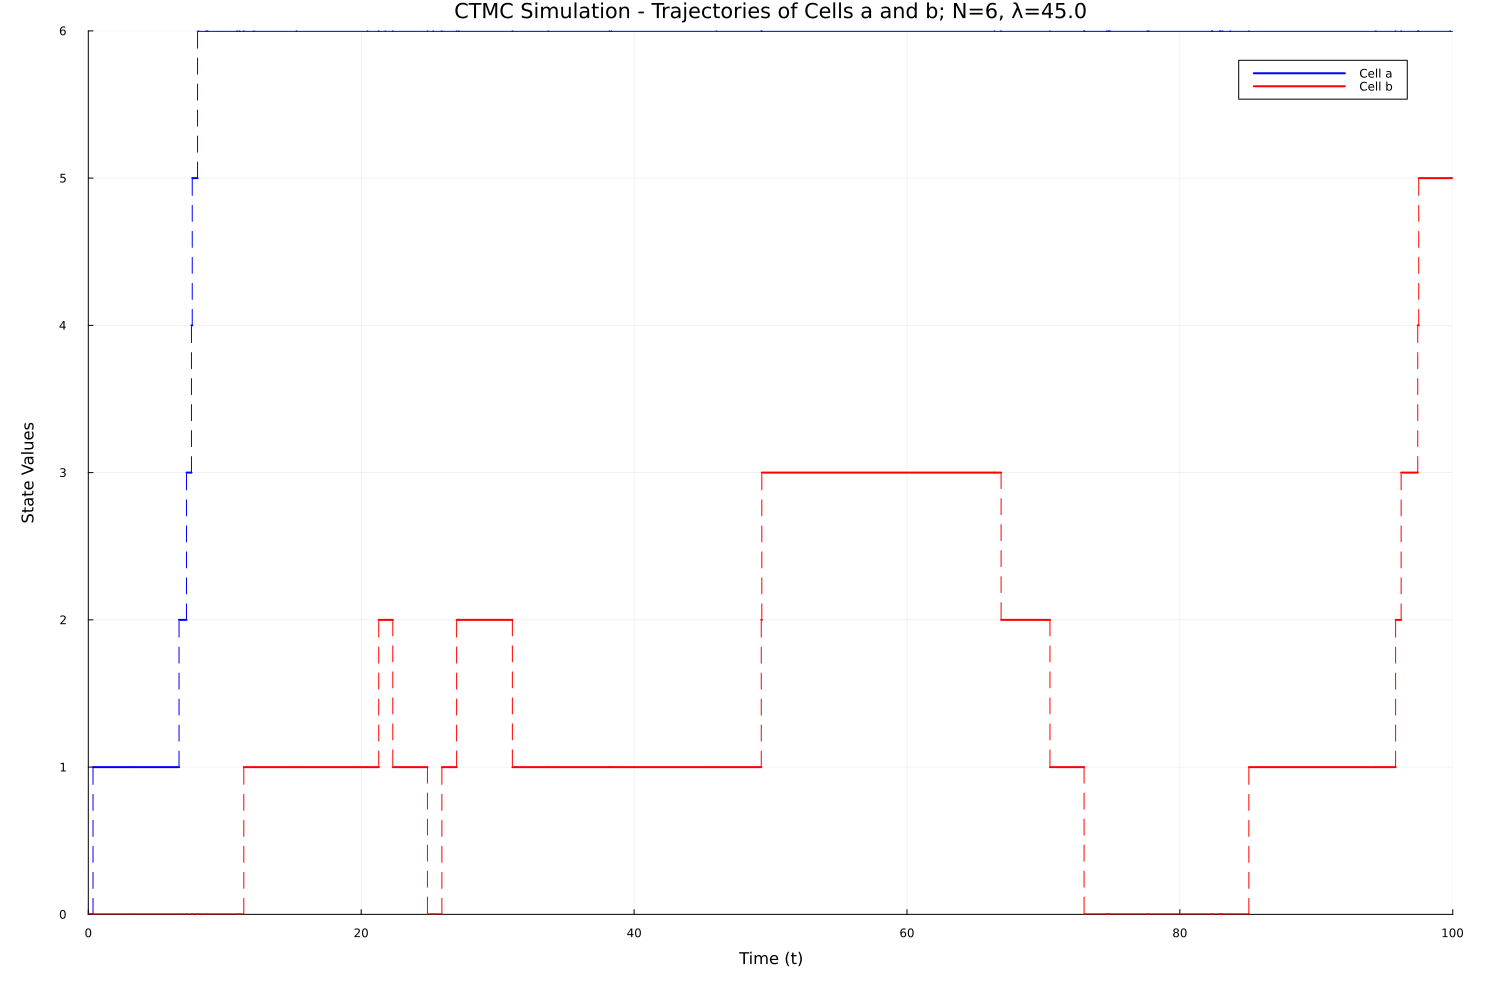 CTMC Simulation - Trajectories of Cells a and b; N=6, λ=45.0
6
5
4
3
2
1
0
State Values
Cell a
Cell b
0 20 40 60 80 100
Time (t)